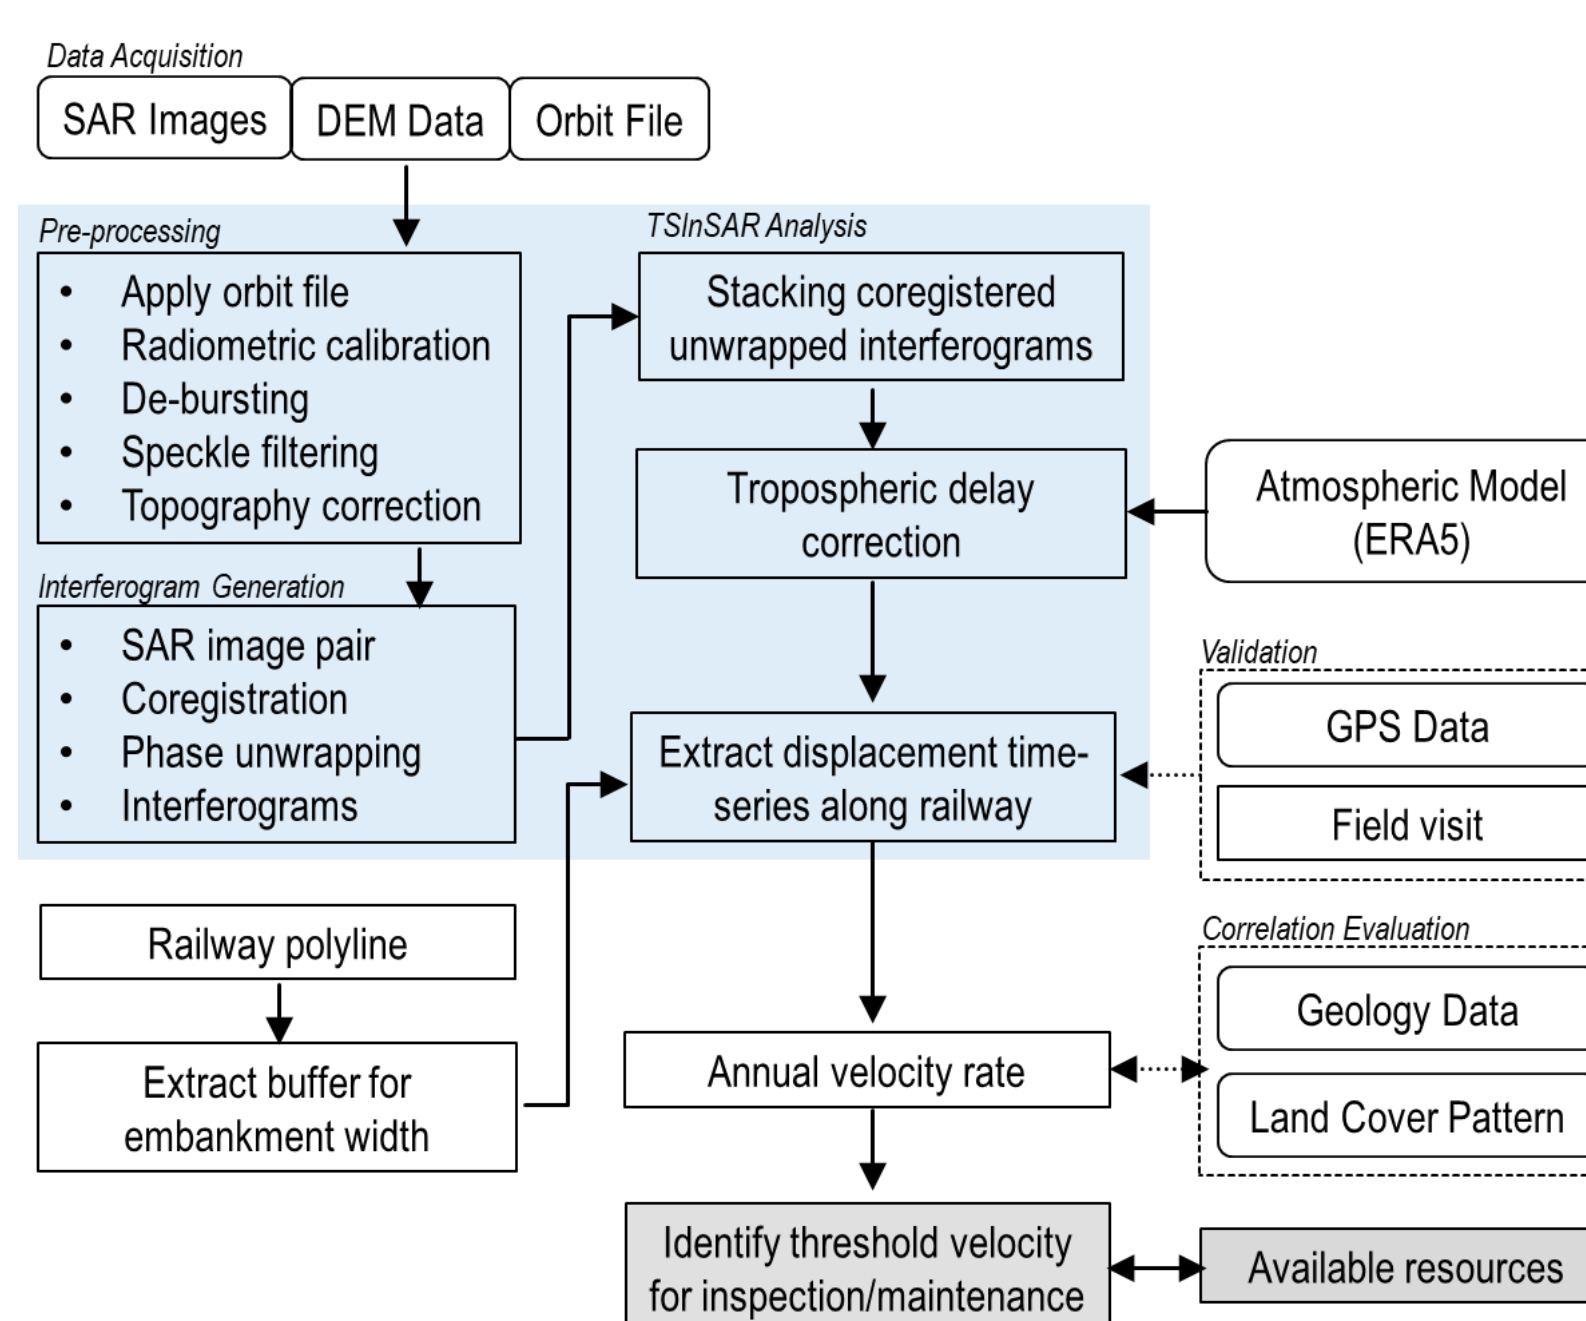 Data Acquisition
SAR Images
DEM Data
Orbit File
Pre-processing
• Apply orbit file
• Radiometric calibration
• De-bursting
• Speckle filtering
• Topography correction
Interferogram Generation
• SAR image pair
• Coregistration
• Phase unwrapping
• Interferograms
Railway polyline
Extract buffer for
embankment width
TSInSAR Analysis
Stacking coregistered
unwrapped interferograms
Tropospheric delay
correction
Extract displacement time-
series along railway
Annual velocity rate
Identify threshold velocity
for inspection/maintenance
Atmospheric Model
(ERA5)
Validation
GPS Data
Field visit
Correlation Evaluation
Geology Data
Land Cover Pattern
Available resources